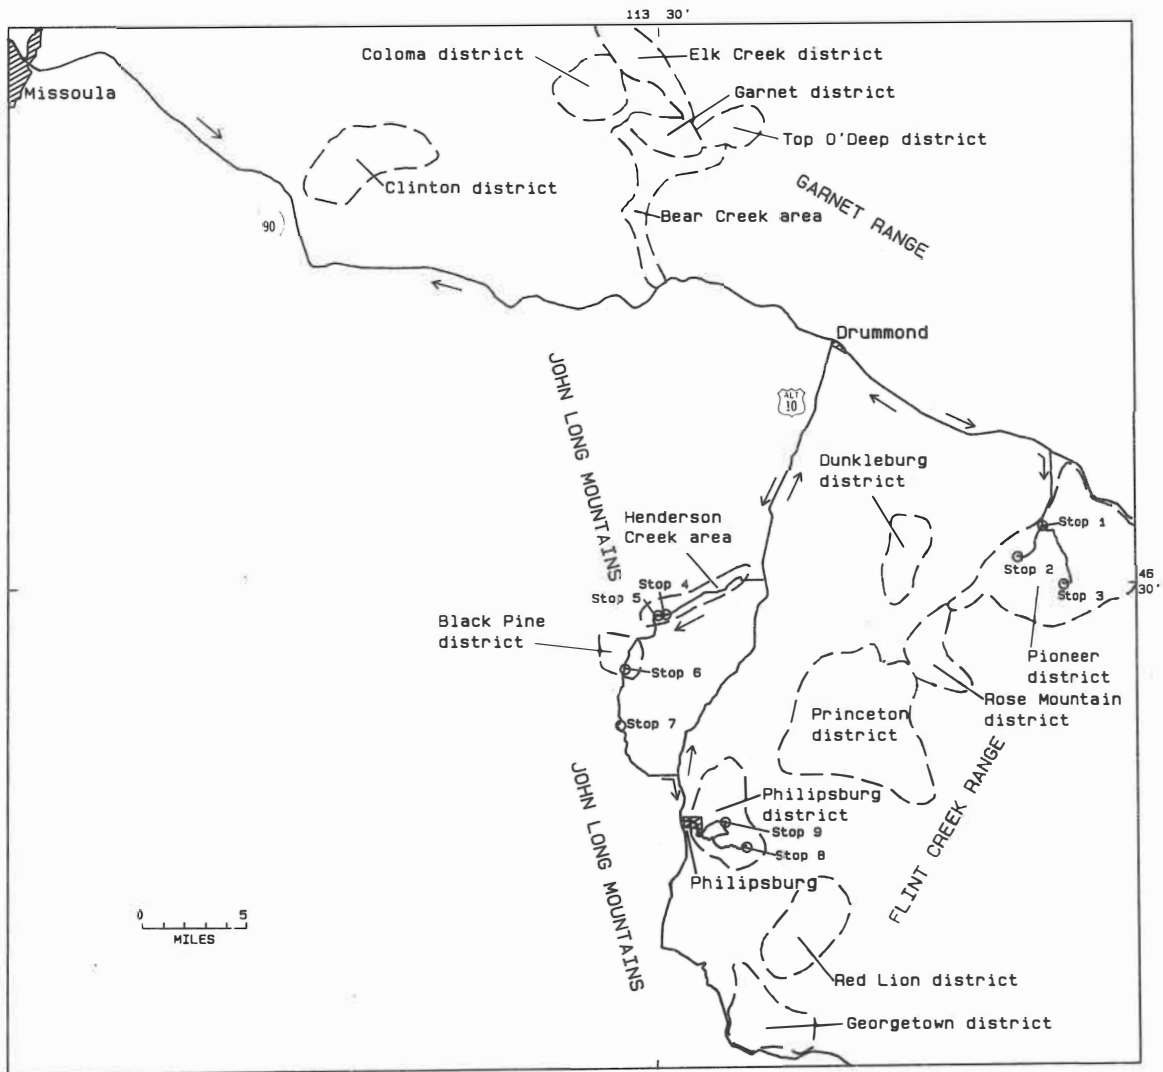 113 30'
Coloma district
Elk Creek district
Missoula
Garnet district
Top O'Deep district
Clinton district
GARNET RANGE
Bear Creek area
90
Drummond
JOHN LONG MOUNTAINS
ALT
10
Dunkleburg
district
Henderson
Creek area
Stop 1
Stop 2
Stop 3
45
30'
Stop 4
Stop 5
Black Pine
district
Stop 6
Pioneer
district
Rose Mountain
district
Princeton
district
Stop 7
FLINT CREEK RANGE
JOHN LONG MOUNTAINS
Philipsburg
district
Stop 9
Stop 8
Philipsburg
0 5
MILES
Red Lion district
Georgetown district